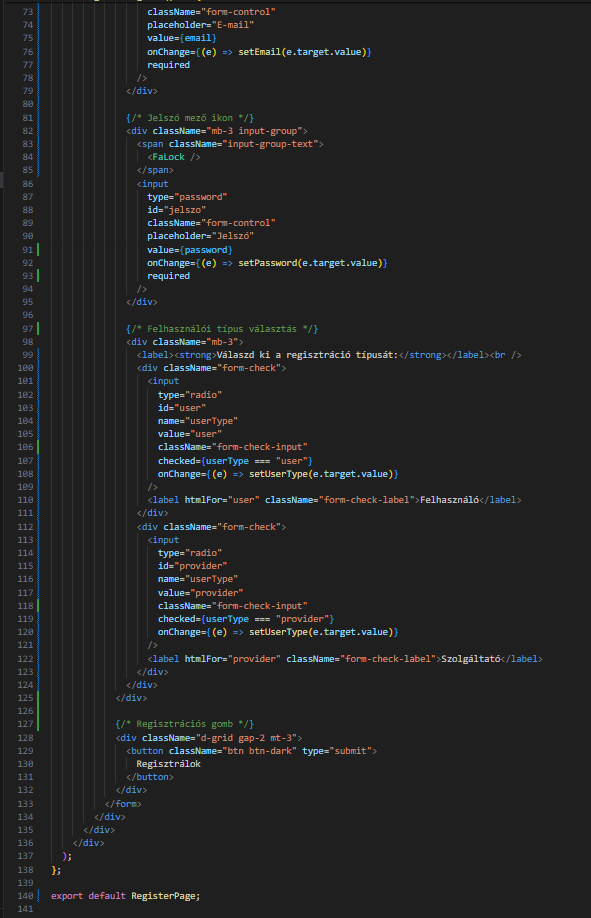 73 className="form-control"
74 placeholder="E-mail"
75 value={email}
76 onChange={(e) => setEmail(e.target.value)}
77 required
78 />
79 </div>
80
81 {/* Jelszó mező ikon */}
82 <div className="mb-3 input-group">
83 <span className="input-group-text">
84 <FaLock />
85 </span>
86 <input
87 type="password"
88 id="jelszo"
89 className="form-control"
90 placeholder="Jelszó"
91 value={password}
92 onChange={(e) => setPassword(e.target.value)}
93 required
94 />
95 </div>
96
97 {/* Felhasználói típus választás */}
98 <div className="mb-3">
99 <label><strong>Válaszd ki a regisztráció típusát:</strong></label><br />
100 <div className="form-check">
101 <input
102 type="radio"
103 id="user"
104 name="userType"
105 value="user"
106 className="form-check-input"
107 checked={userType === "user"}
108 onChange={(e) => setUserType(e.target.value)}
109 />
110 <label htmlFor="user" className="form-check-label">Felhasználó</label>
111 </div>
112 <div className="form-check">
113 <input
114 type="radio"
115 id="provider"
116 name="userType"
117 value="provider"
118 className="form-check-input"
119 checked={userType === "provider"}
120 onChange={(e) => setUserType(e.target.value)}
121 />
122 <label htmlFor="provider" className="form-check-label">Szolgáltató</label>
123 </div>
124 </div>
125 </div>
126
127 {/* Regisztrációs gomb */}
128 <div className="d-grid gap-2 mt-3">
129 <button className="btn btn-dark" type="submit">
130 Regisztrálok
131 </button>
132 </div>
133 </form>
134 </div>
135 </div>
136 </div>
137 );
138 };
139
140 export default RegisterPage;
141